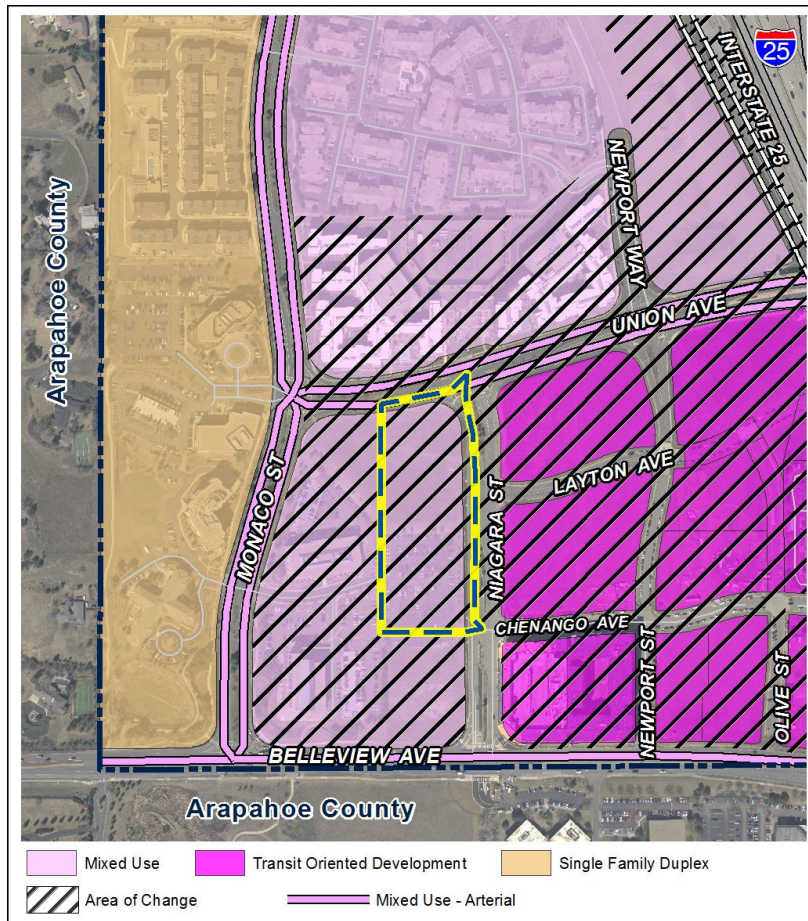 25
INTERSTATE 25
NEWPORT WAY
Arapahoe County
UNION AVE
MONACO ST
LAYTON AVE
NIAGARA ST
CHENANGO AVE
NEWPORT ST
OLIVE ST
BELLEVIEW AVE
Arapahoe County
Mixed Use
Transit Oriented Development
Single Family Duplex
Area of Change
Mixed Use - Arterial